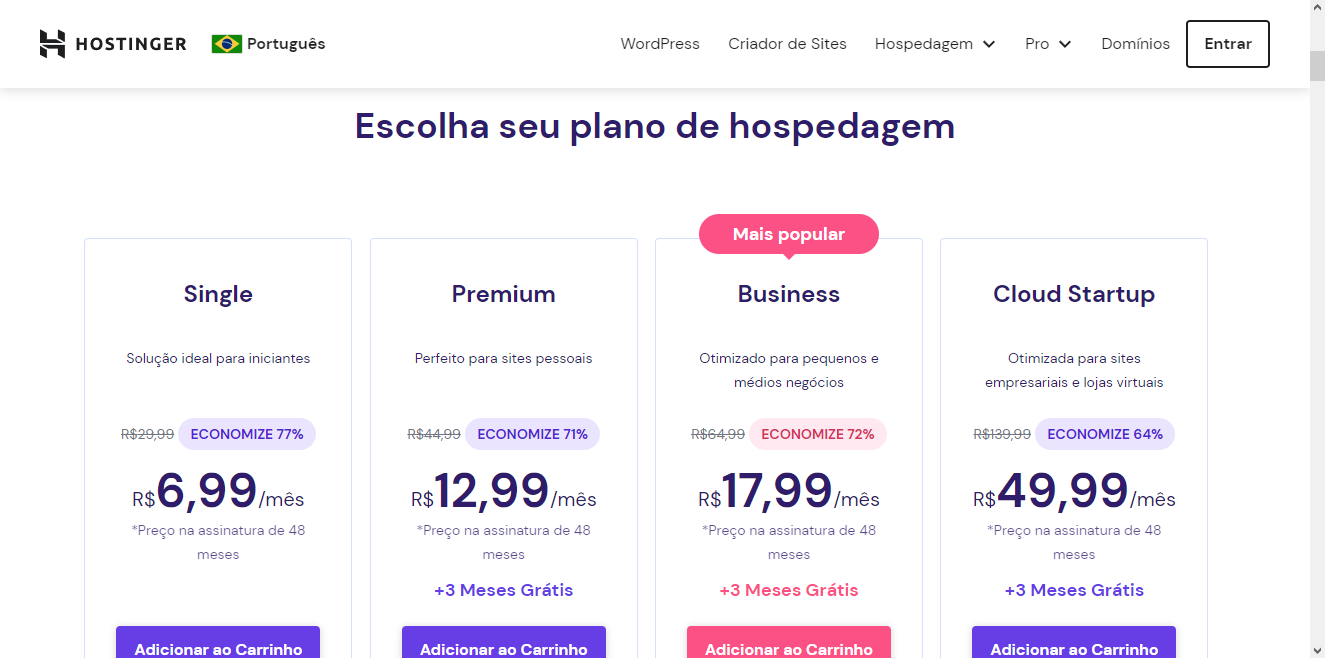 HOSTINGER
Português
WordPress
Criador de Sites
Hospedagem
Pro
Domínios
Entrar
Escolha seu plano de hospedagem
Single
Solução ideal para iniciantes
R$29,99 ECONOMIZE 77%
R$6,99/mês
*Preço na assinatura de 48
meses
Adicionar ao Carrinho
Premium
Perfeito para sites pessoais
R$44,99 ECONOMIZE 71%
R$12,99/mês
*Preço na assinatura de 48
meses
+3 Meses Grátis
Adicionar ao Carrinho
Mais popular
Business
Otimizado para pequenos e
médios negócios
R$64,99 ECONOMIZE 72%
R$17,99/mês
*Preço na assinatura de 48
meses
+3 Meses Grátis
Adicionar ao Carrinho
Cloud Startup
Otimizada para sites
empresariais e lojas virtuais
R$139,99 ECONOMIZE 64%
R$49,99/mês
*Preço na assinatura de 48
meses
+3 Meses Grátis
Adicionar ao Carrinho